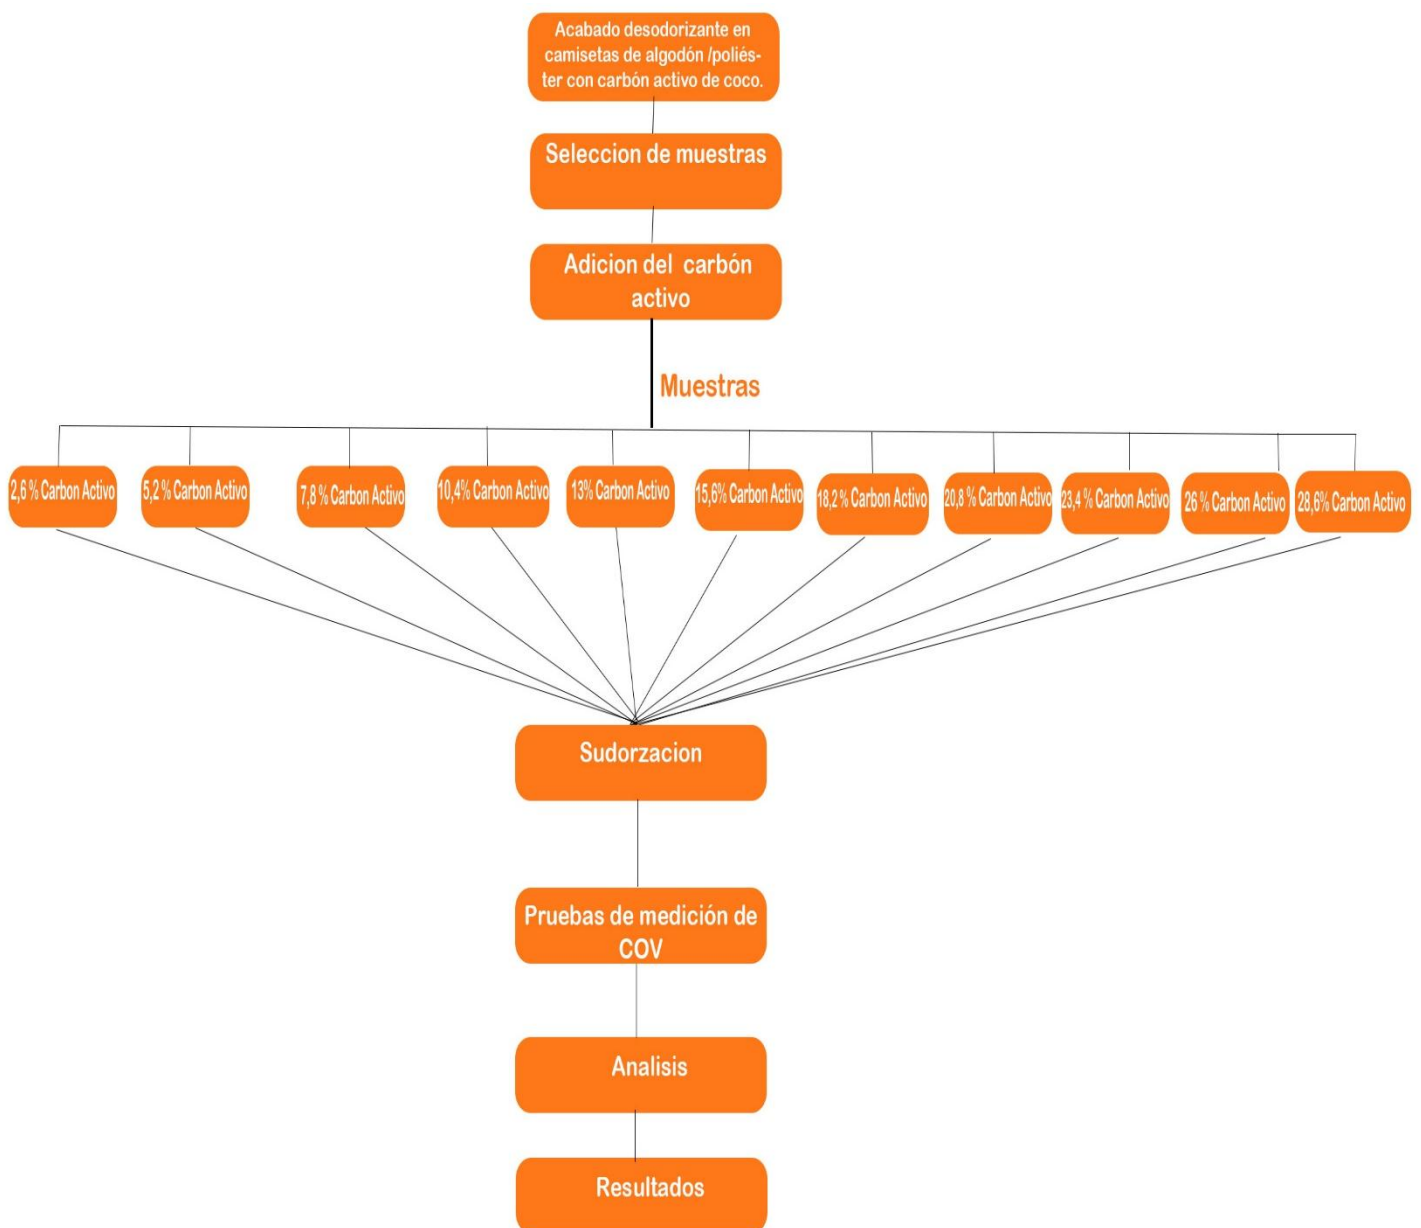 Acabado desodorizante en
camisetas de algodón /poliés-
ter con carbón activo de coco.
Seleccion de muestras
Adicion del carbón
activo
Muestras
2,6 % Carbon Activo
5,2 % Carbon Activo
7,8 % Carbon Activo
10,4% Carbon Activo
13% Carbon Activo
15,6% Carbon Activo
18,2 % Carbon Activo
20,8 % Carbon Activo
23,4 % Carbon Activo
26 % Carbon Activo
28,6% Carbon Activo
Sudorzacion
Pruebas de medición de
COV
Analisis
Resultados